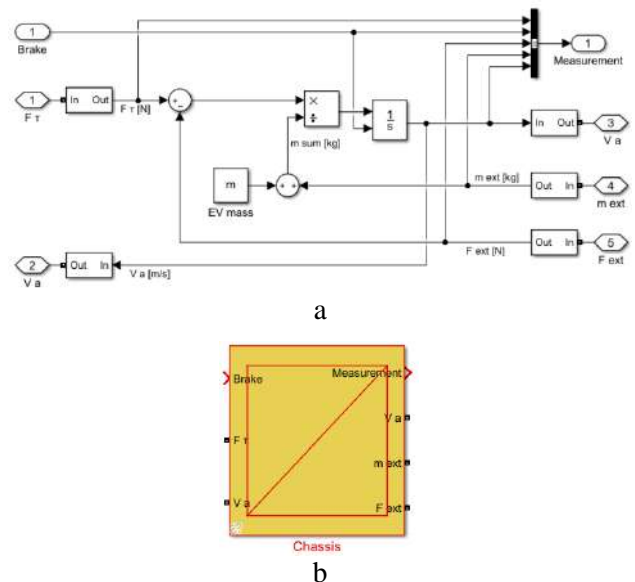 1
Brake
1
Measurement
1
F τ
In Out
F τ [N]
+
-
×
÷
1
s
m sum [kg]
In Out
3
V a
m
EV mass
+ +
m ext [kg]
Out In
4
m ext
F ext [N]
Out In
5
F ext
2
V a
Out In
V a [m/s]
a
Brake
Measurement
V a
F τ
m ext
V a
F ext
Chassis
b